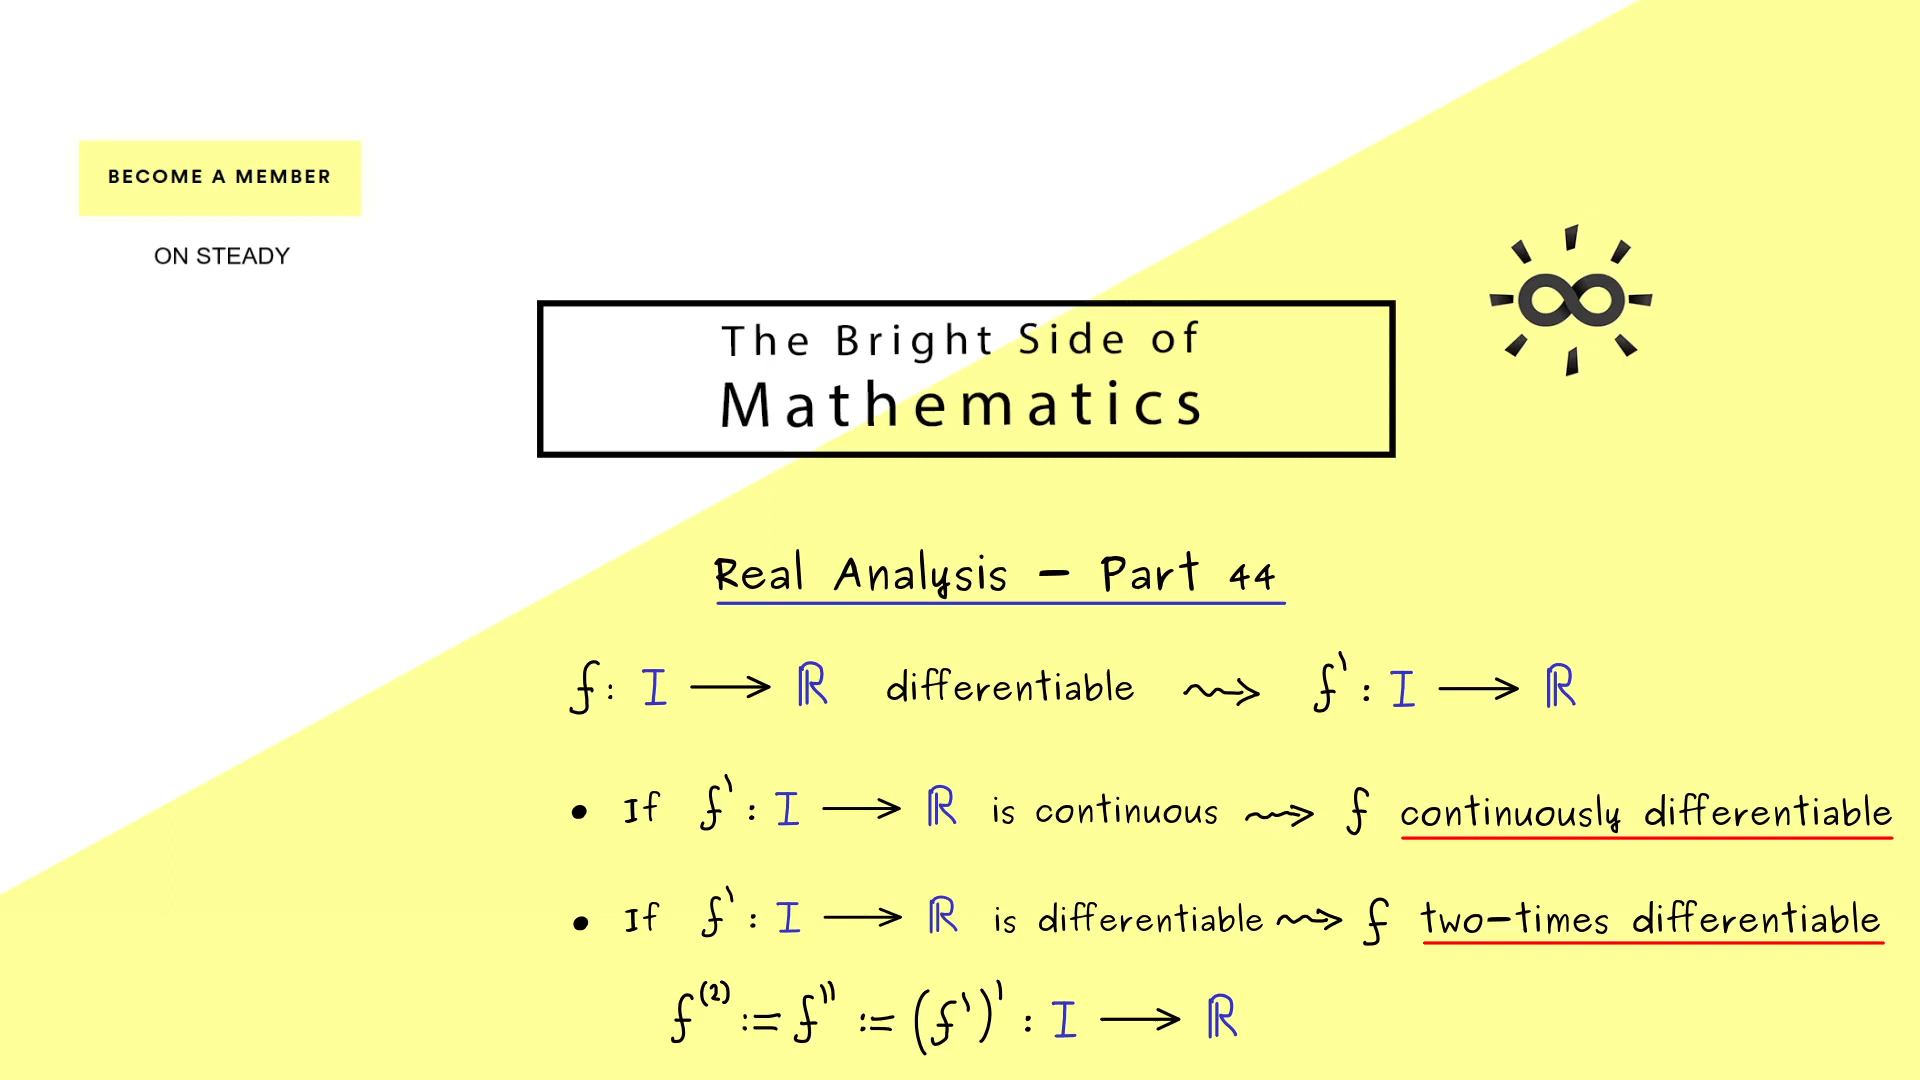 BECOME A MEMBER
ON STEADY
The Bright Side of
Mathematics
Real Analysis – Part 44
f: I ⟶ ℝ differentiable ⇝ f': I ⟶ ℝ
• If f': I ⟶ ℝ is continuous ⇝ f continuously differentiable
• If f': I ⟶ ℝ is differentiable ⇝ f two-times differentiable
f⁽²⁾ := f'' := (f')' : I ⟶ ℝ